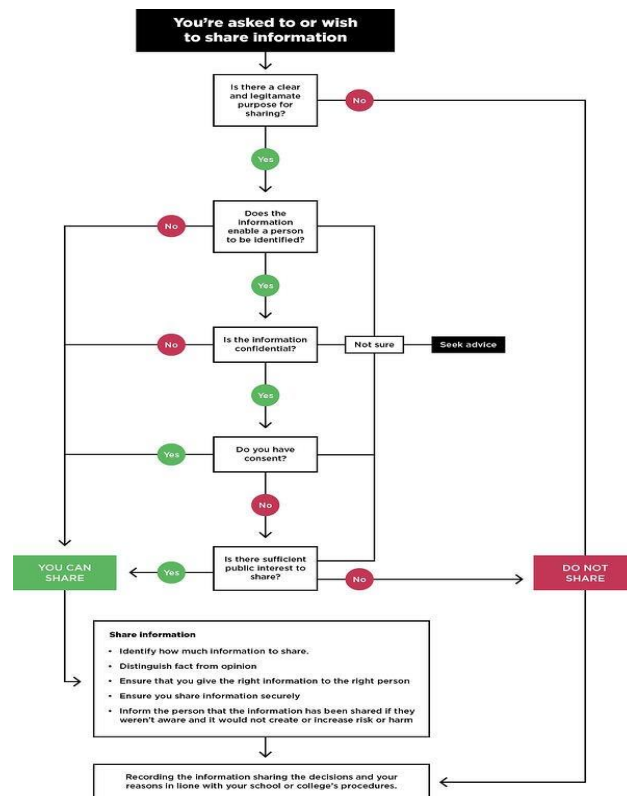 You're asked to or wish
to share information
Is there a clear
and legitamate
purpose for
sharing?
No
Yes
Does the
information
enable a person
to be identified?
No
Yes
Is the information
confidential?
No
Not sure
Seek advice
Yes
Do you have
consent?
Yes
No
Is there sufficient
public interest to
share?
Yes
No
YOU CAN
SHARE
DO NOT
SHARE
Share information
• Identify how much information to share.
• Distinguish fact from opinion
• Ensure that you give the right information to the right person
• Ensure you share information securely
• Inform the person that the information has been shared if they
weren't aware and it would not create or increase risk or harm
Recording the information sharing the decisions and your
reasons in lione with your school or college's procedures.